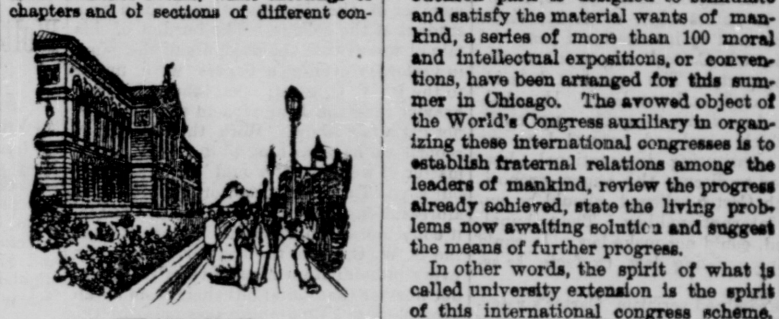 chapters and of sections of different con-
and satisfy the material wants of man-
kind, a series of more than 100 moral
and intellectual expositions, or conven-
tions, have been arranged for this sum-
mer in Chicago. The avowed object of
the World's Congress auxiliary in organ-
izing these international congresses is to
establish fraternal relations among the
leaders of mankind, review the progress
already achieved, state the living prob-
lems now awaiting solution and suggest
the means of further progress.
In other words, the spirit of what is
called university extension is the spirit
of this international congress scheme.